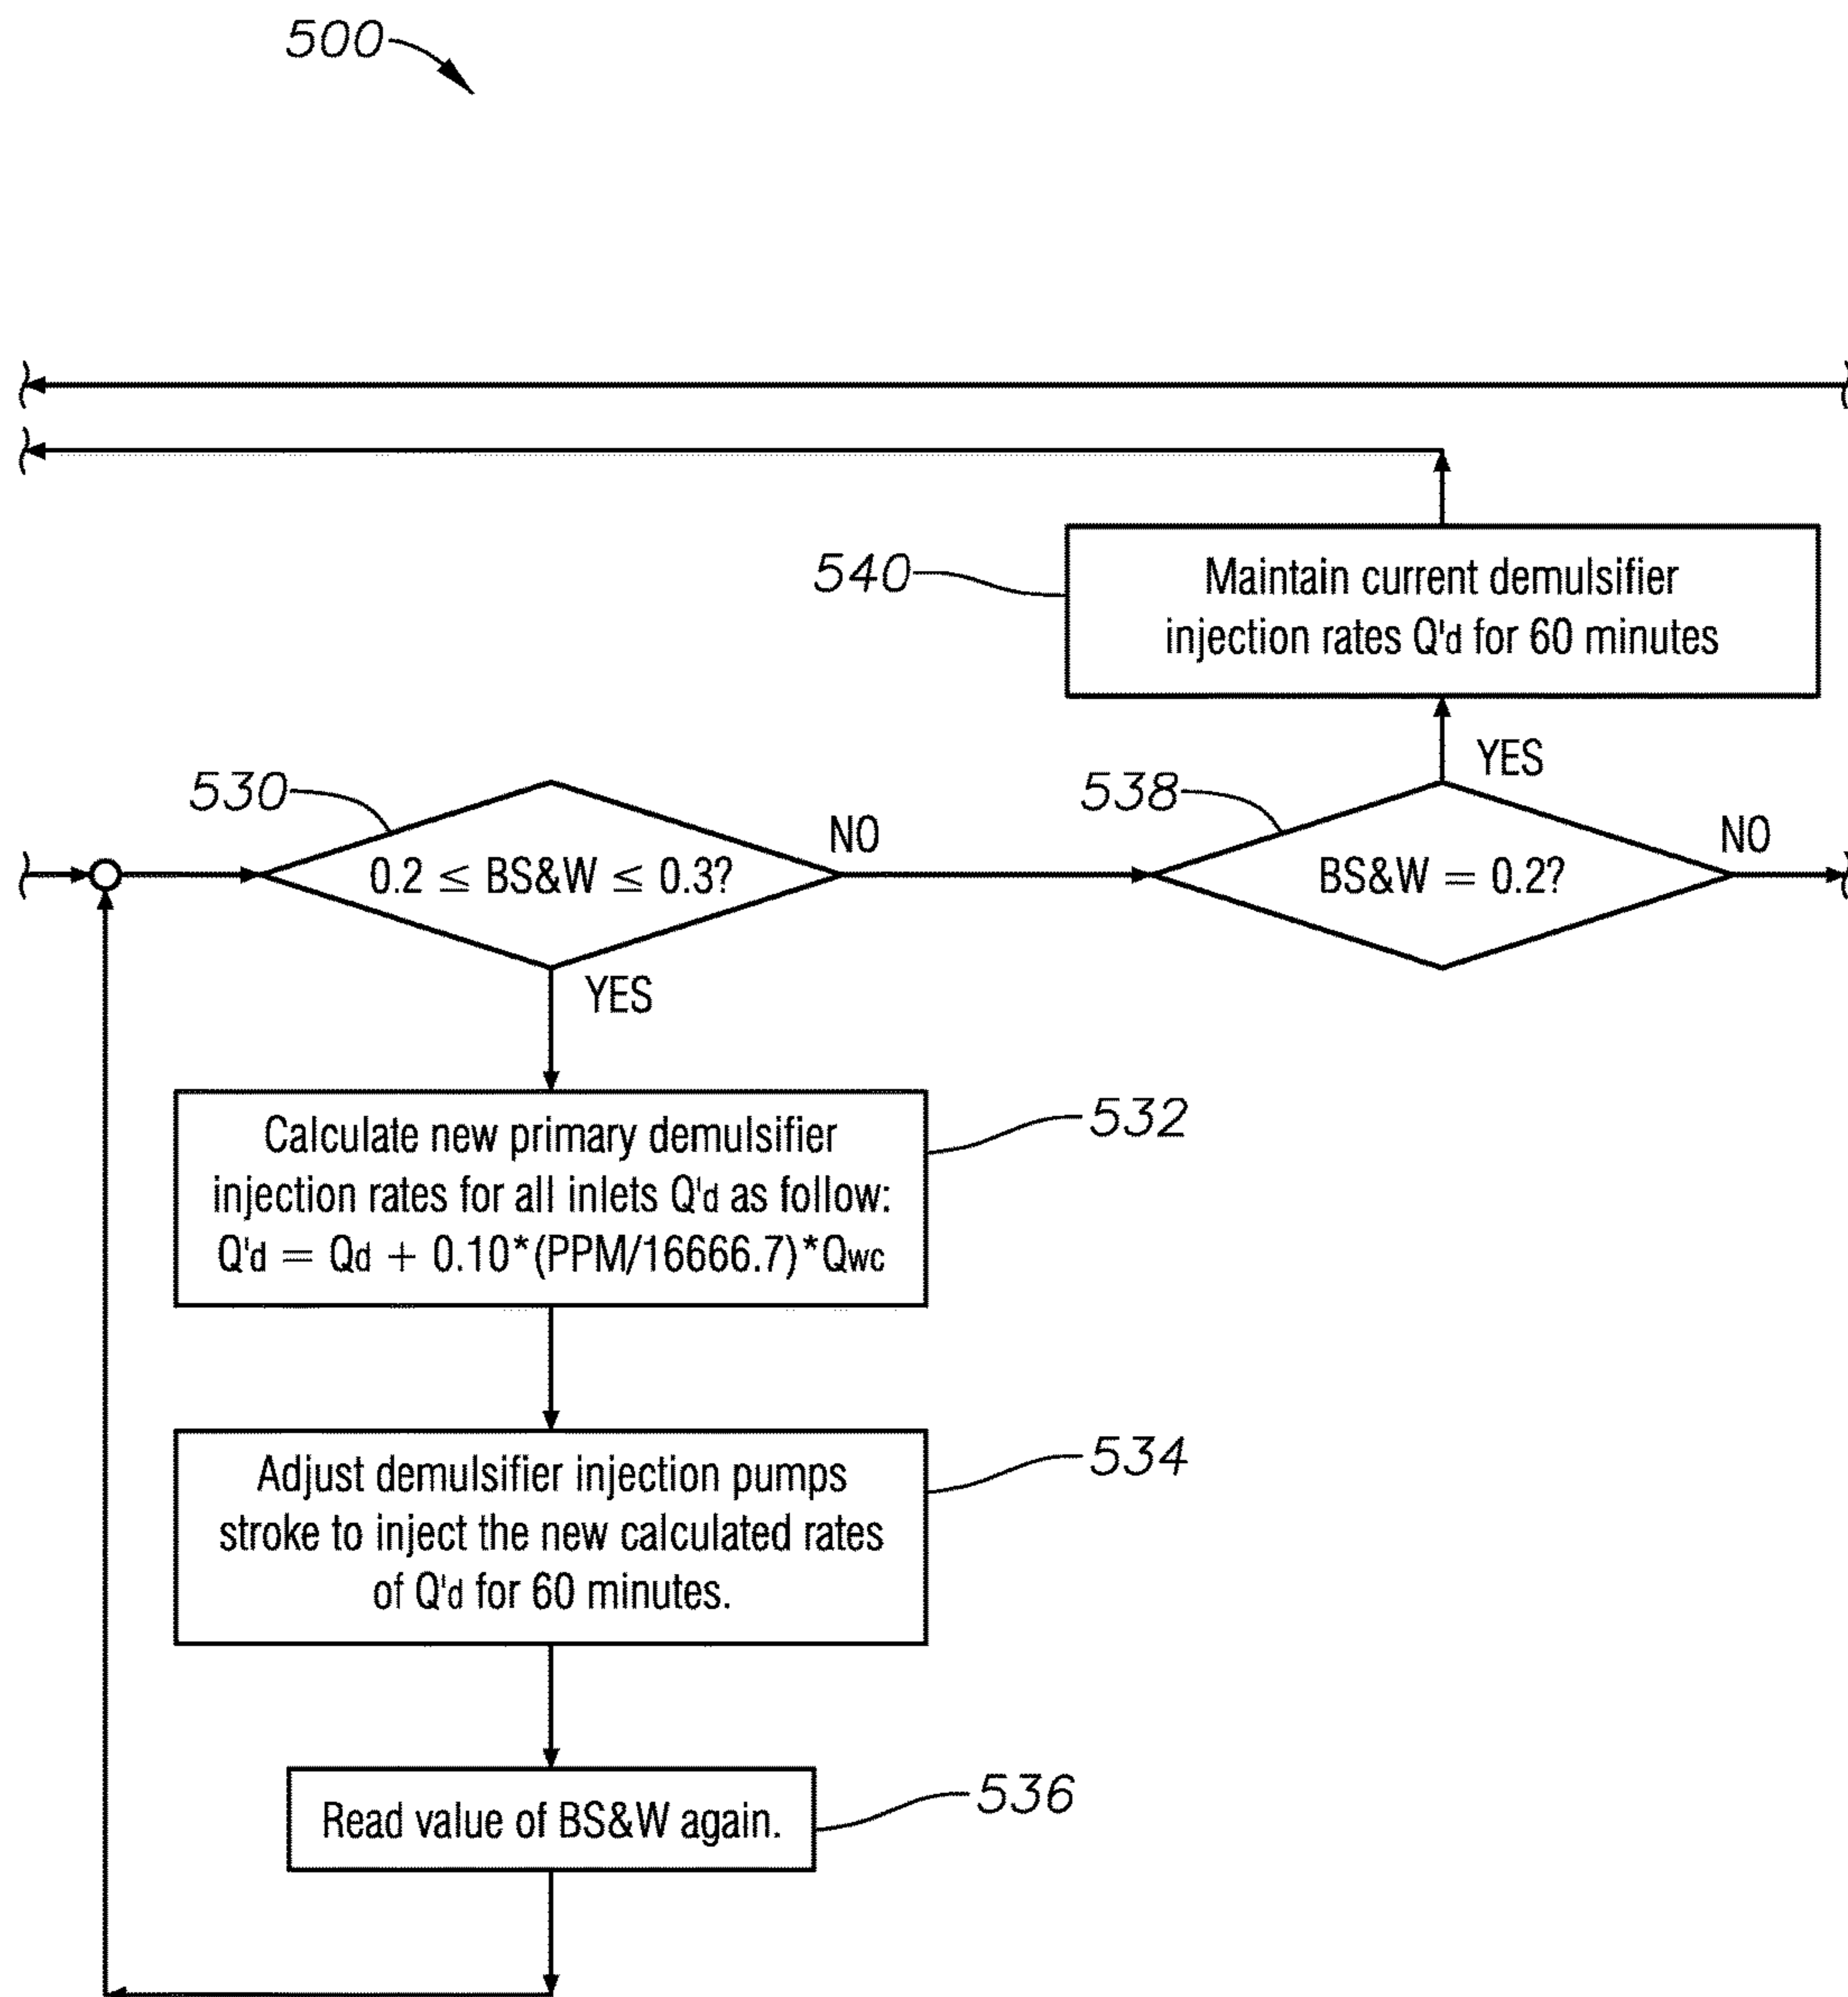 500
540
Maintain current demulsifier
injection rates Q'd for 60 minutes
YES
530
538
NO
NO
0.2 ≤ BS&W ≤ 0.3?
BS&W = 0.2?
YES
532
Calculate new primary demulsifier
injection rates for all inlets Q'd as follow:
Q'd = Qd + 0.10*(PPM/16666.7)*Qwc
534
Adjust demulsifier injection pumps
stroke to inject the new calculated rates
of Q'd for 60 minutes.
536
Read value of BS&W again.